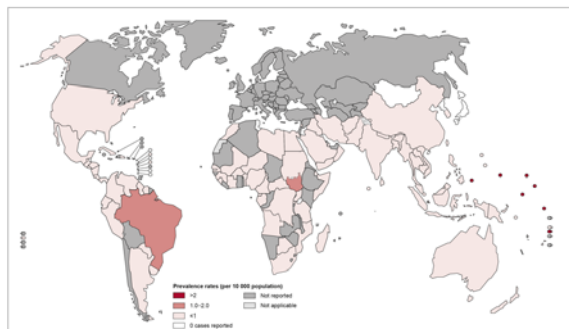 Prevalence rates (per 10 000 population)
>2
1.0–2.0
<1
0 cases reported
Not reported
Not applicable